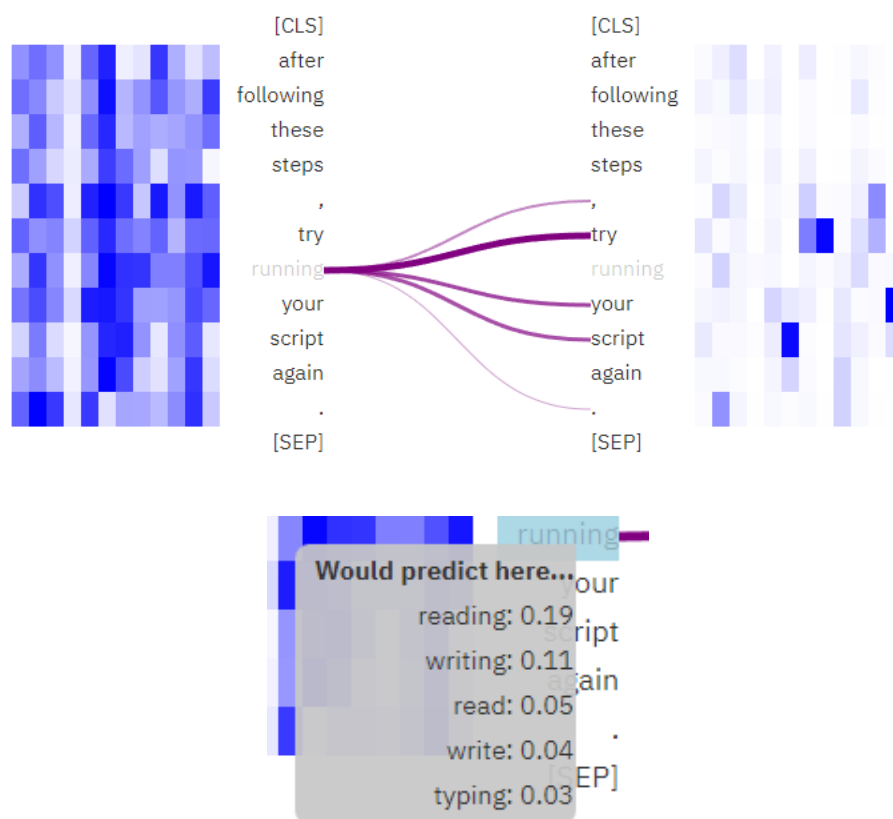 [CLS] [CLS]
after after
following following
these these
steps steps
, ,
try try
running running
your your
script script
again again
. .
[SEP] [SEP]
running
Would predict here... your
reading: 0.19 script
writing: 0.11 again
read: 0.05 .
write: 0.04 [SEP]
typing: 0.03